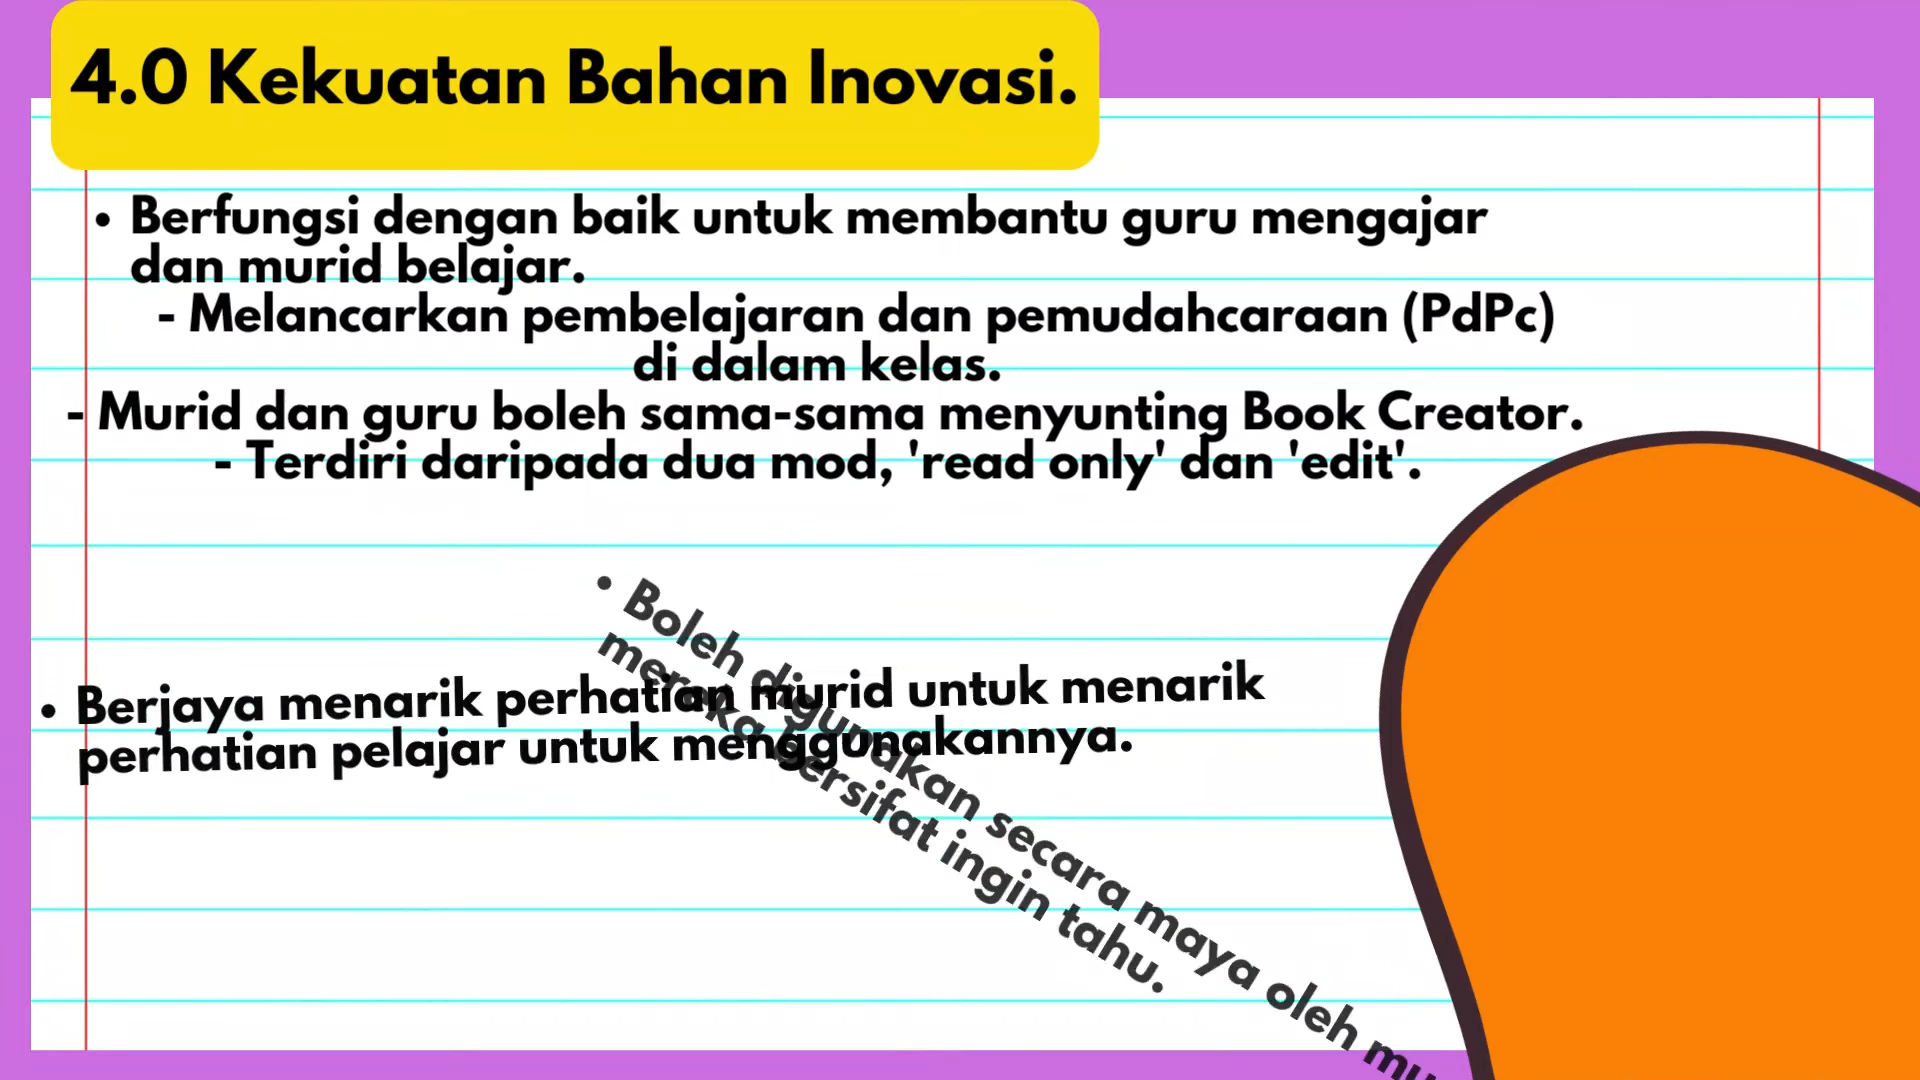 4.0 Kekuatan Bahan Inovasi.
• Berfungsi dengan baik untuk membantu guru mengajar
dan murid belajar.
- Melancarkan pembelajaran dan pemudahcaraan (PdPc)
di dalam kelas.
- Murid dan guru boleh sama-sama menyunting Book Creator.
- Terdiri daripada dua mod, 'read only' dan 'edit'.
• Berjaya menarik perhatian murid untuk menarik
perhatian pelajar untuk menggunakannya.
• Boleh digunakan secara maya oleh
mereka bersifat ingin tahu.